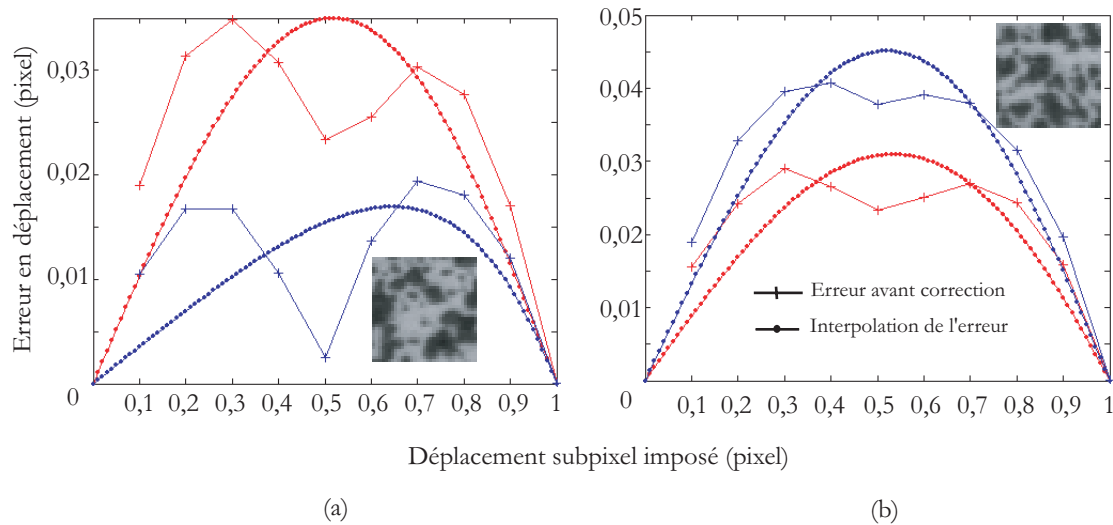 Erreur en déplacement (pixel)
0,03
0,02
0,01
0
0,1 0,2 0,3 0,4 0,5 0,6 0,7 0,8 0,9 1
0,05
0,04
0,03
0,02
0,01
0
0,1 0,2 0,3 0,4 0,5 0,6 0,7 0,8 0,9 1
Erreur avant correction
Interpolation de l'erreur
Déplacement subpixel imposé (pixel)
(a)
(b)